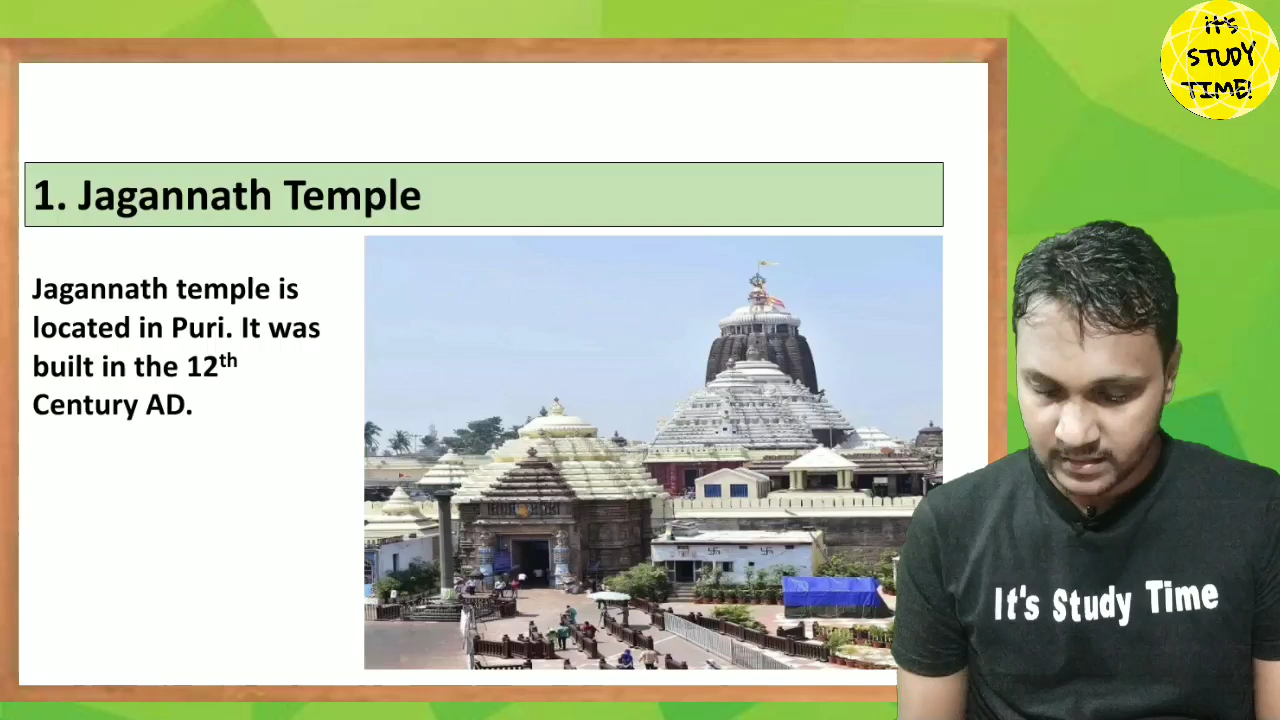 IT'S
STUDY
TIME!
1. Jagannath Temple
Jagannath temple is
located in Puri. It was
built in the 12th
Century AD.
It's Study Time